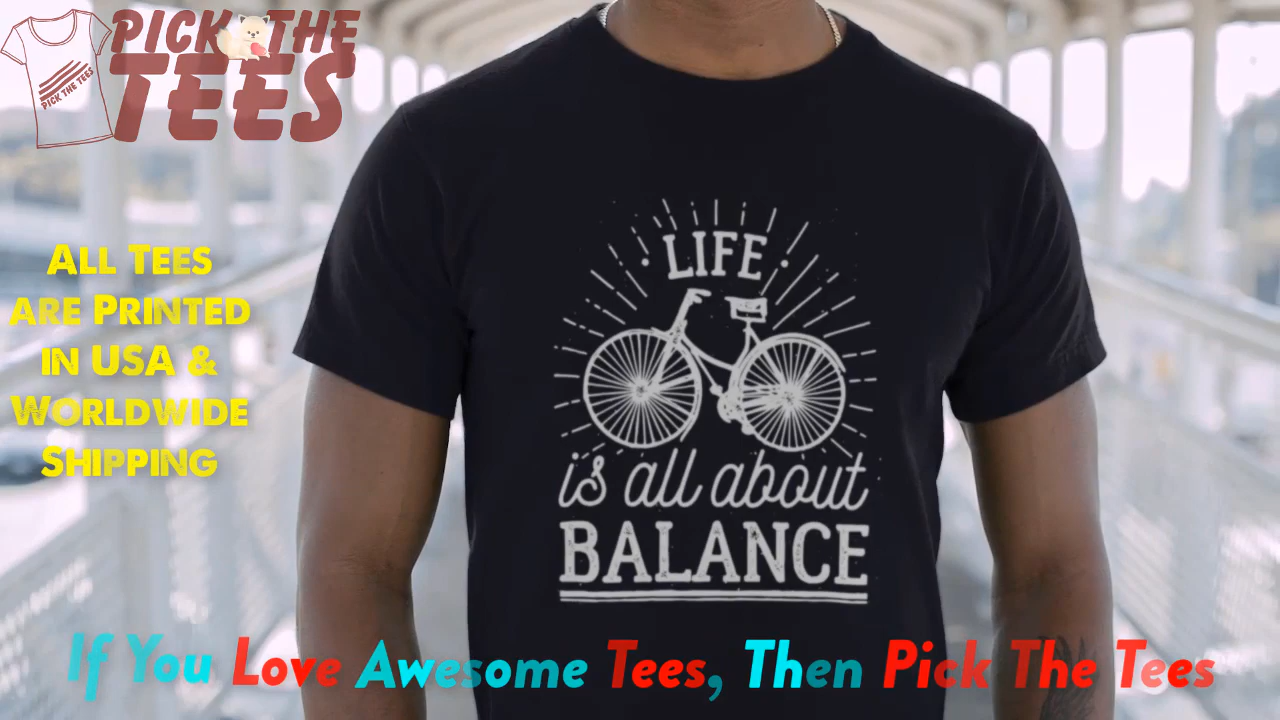 PICK THE
TEES
PICK THE TEES
LIFE
is all about
BALANCE
ALL TEES
ARE PRINTED
IN USA &
WORLDWIDE
SHIPPING
If You Love Awesome Tees, Then Pick The Tees